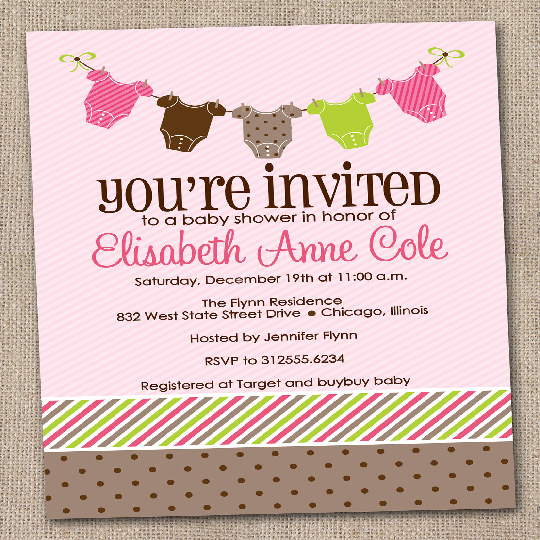 you're invited
to a baby shower in honor of
Elisabeth Anne Cole
Saturday, December 19th at 11:00 a.m.
The Flynn Residence
832 West State Street Drive • Chicago, Illinois
Hosted by Jennifer Flynn
RSVP to 312555.6234
Registered at Target and buybuy baby